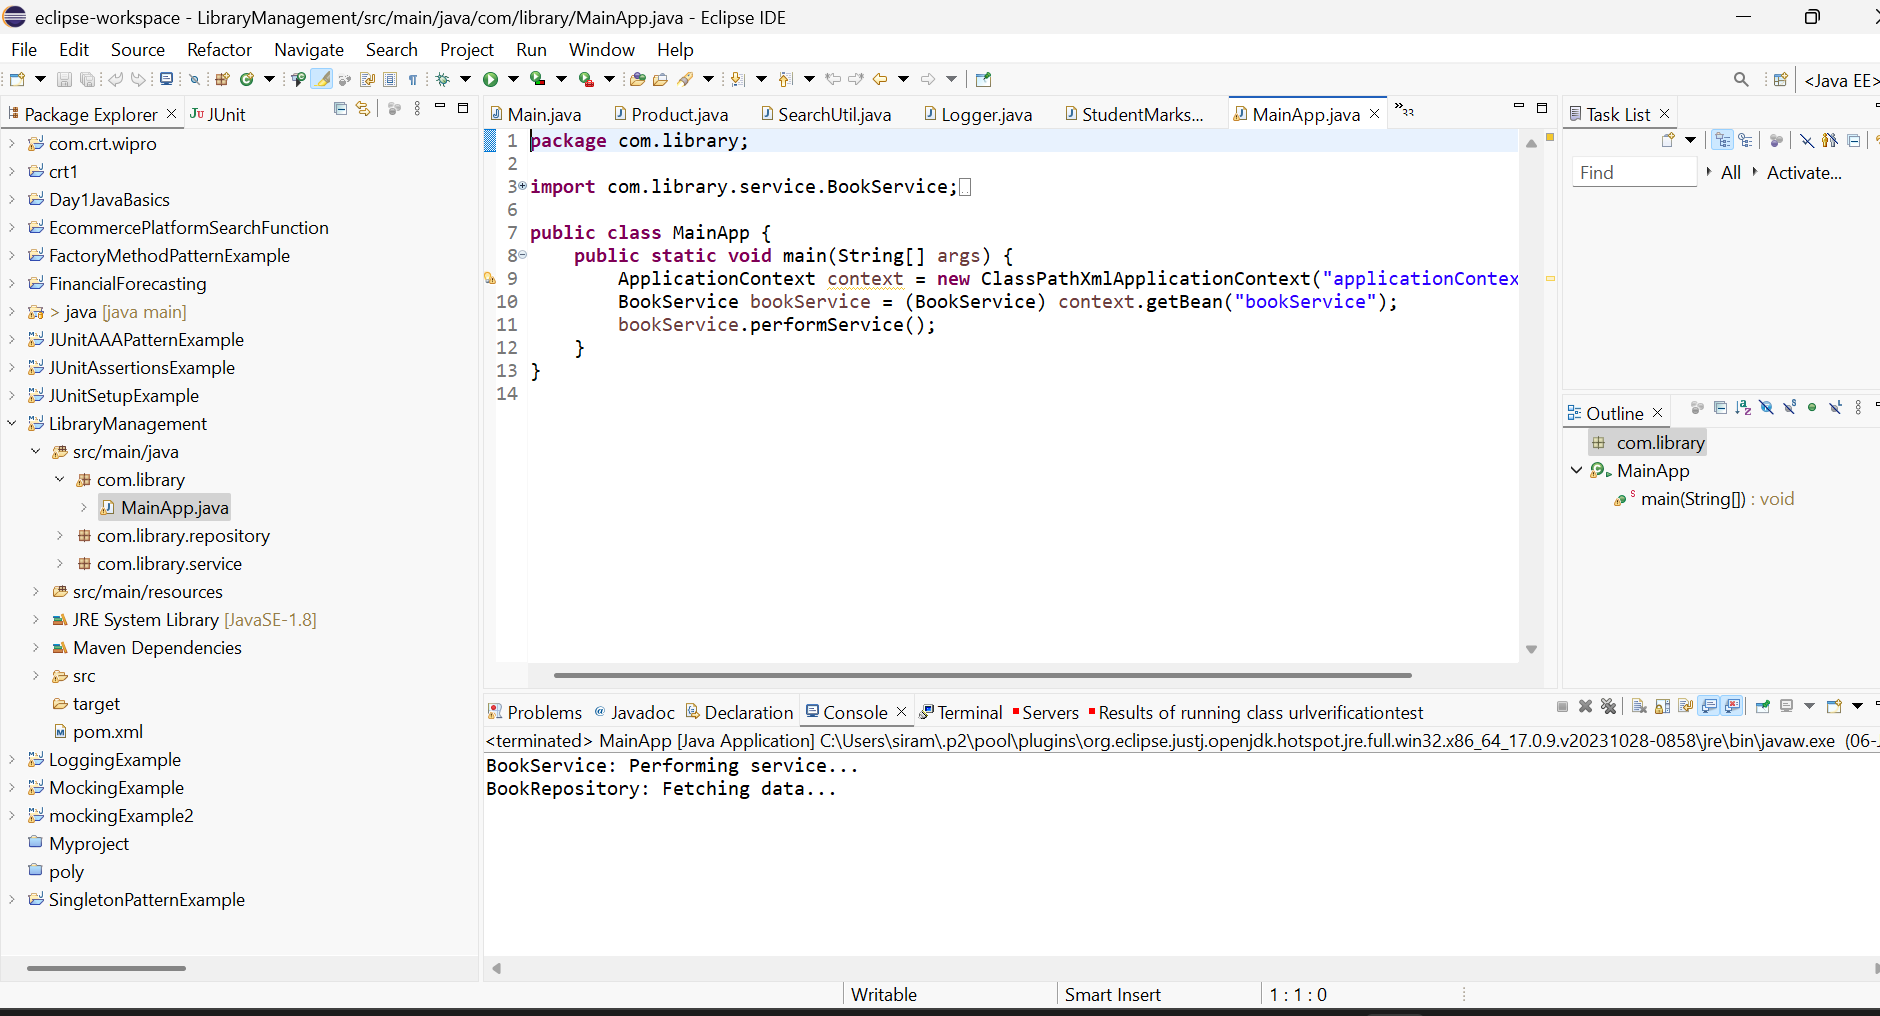 eclipse-workspace - LibraryManagement/src/main/java/com/library/MainApp.java - Eclipse IDE
File Edit Source Refactor Navigate Search Project Run Window Help
<Java EE>
Package Explorer JUnit
com.crt.wipro
crt1
Day1JavaBasics
EcommercePlatformSearchFunction
FactoryMethodPatternExample
FinancialForecasting
> java [java main]
JUnitAAAPatternExample
JUnitAssertionsExample
JUnitSetupExample
LibraryManagement
src/main/java
com.library
MainApp.java
com.library.repository
com.library.service
src/main/resources
JRE System Library [JavaSE-1.8]
Maven Dependencies
src
target
pom.xml
LoggingExample
MockingExample
mockingExample2
Myproject
poly
SingletonPatternExample
Main.java Product.java SearchUtil.java Logger.java StudentMarks... MainApp.java »23
1 package com.library;
2
3 import com.library.service.BookService;
6
7 public class MainApp {
8 public static void main(String[] args) {
9 ApplicationContext context = new ClassPathXmlApplicationContext("applicationContex
10 BookService bookService = (BookService) context.getBean("bookService");
11 bookService.performService();
12 }
13 }
14
Task List
Find All Activate...
Outline
com.library
MainApp
main(String[]) : void
Problems Javadoc Declaration Console Terminal Servers Results of running class urlverificationtest
<terminated> MainApp [Java Application] C:\Users\siram\.p2\pool\plugins\org.eclipse.justj.openjdk.hotspot.jre.full.win32.x86_64_17.0.9.v20231028-0858\jre\bin\javaw.exe (06-
BookService: Performing service...
BookRepository: Fetching data...
Writable Smart Insert 1 : 1 : 0